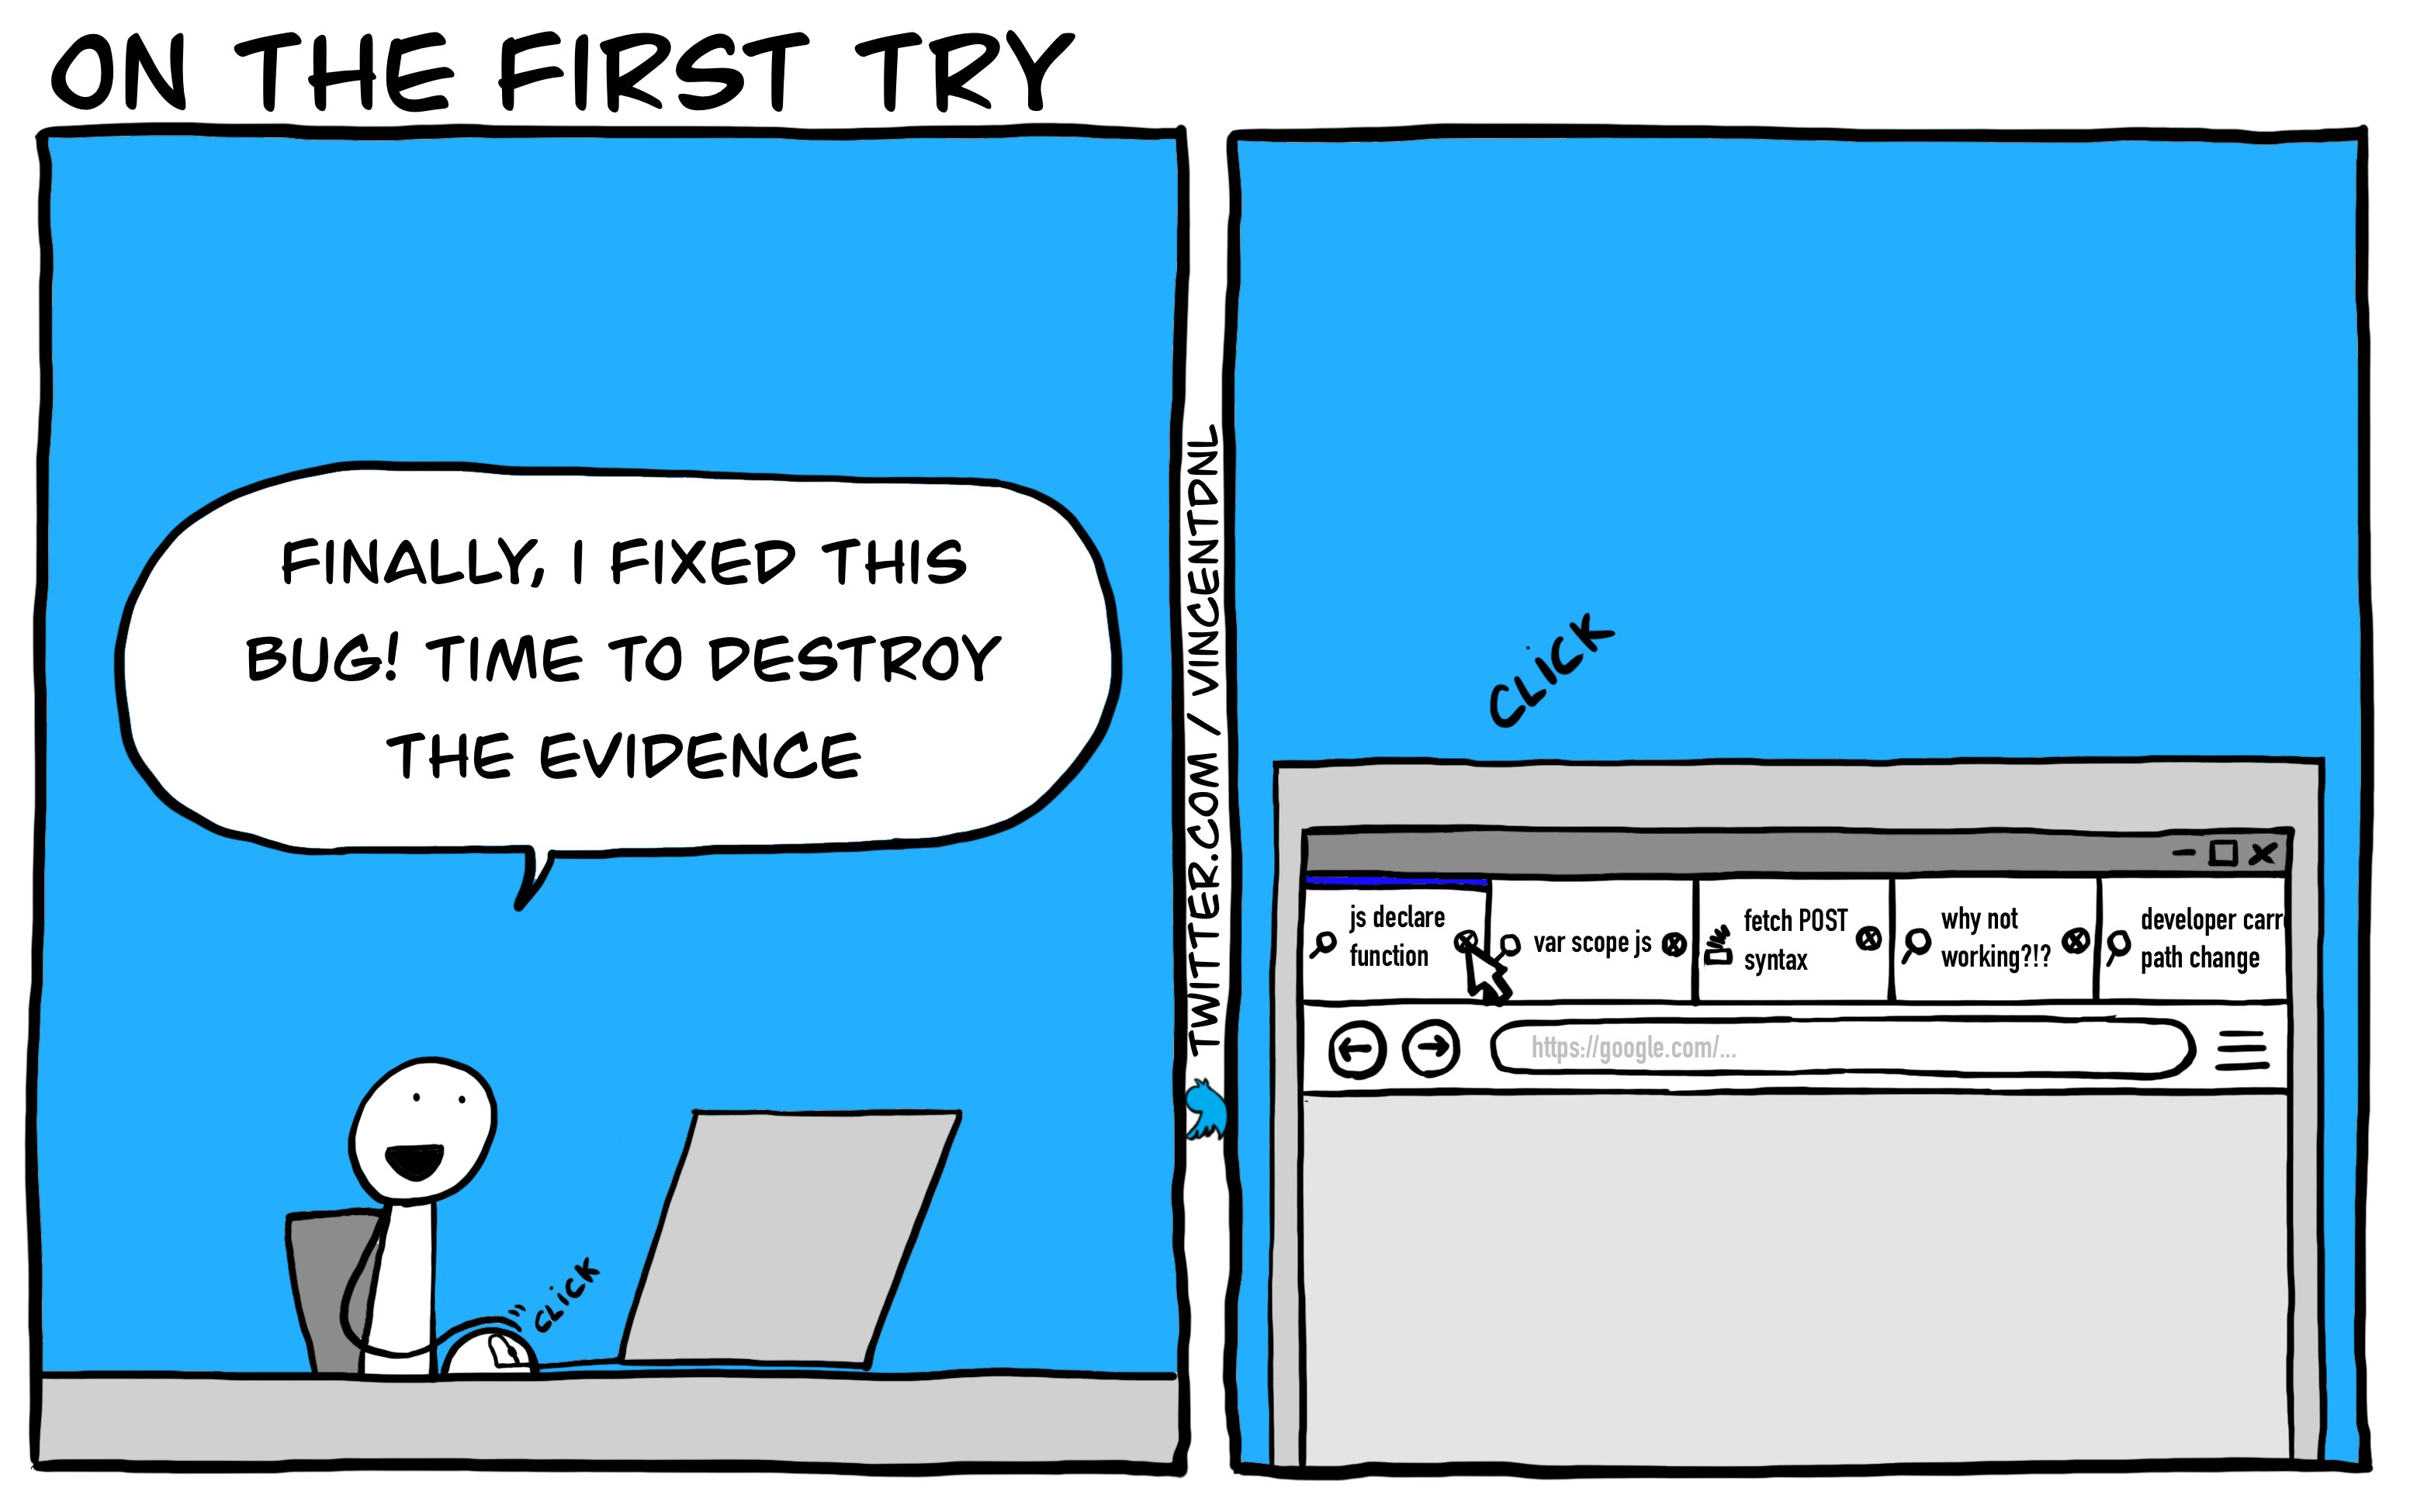 ON THE FIRST TRY
FINALLY, I FIXED THIS
BUG! TIME TO DESTROY
THE EVIDENCE
CLICK
TWITTER.COM / VINCENTDNL
CLICK
js declare
function
var scope js
fetch POST
syntax
why not
working?!?
developer carr
path change
https://google.com/...